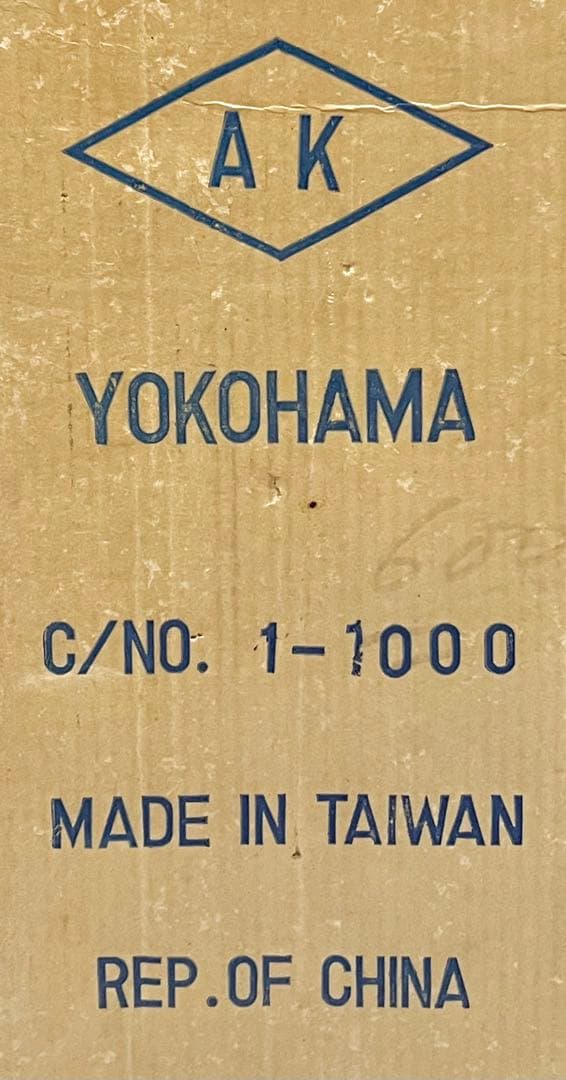 A K
YOKOHAMA
C/NO. 1-1000
MADE IN TAIWAN
REP.OF CHINA